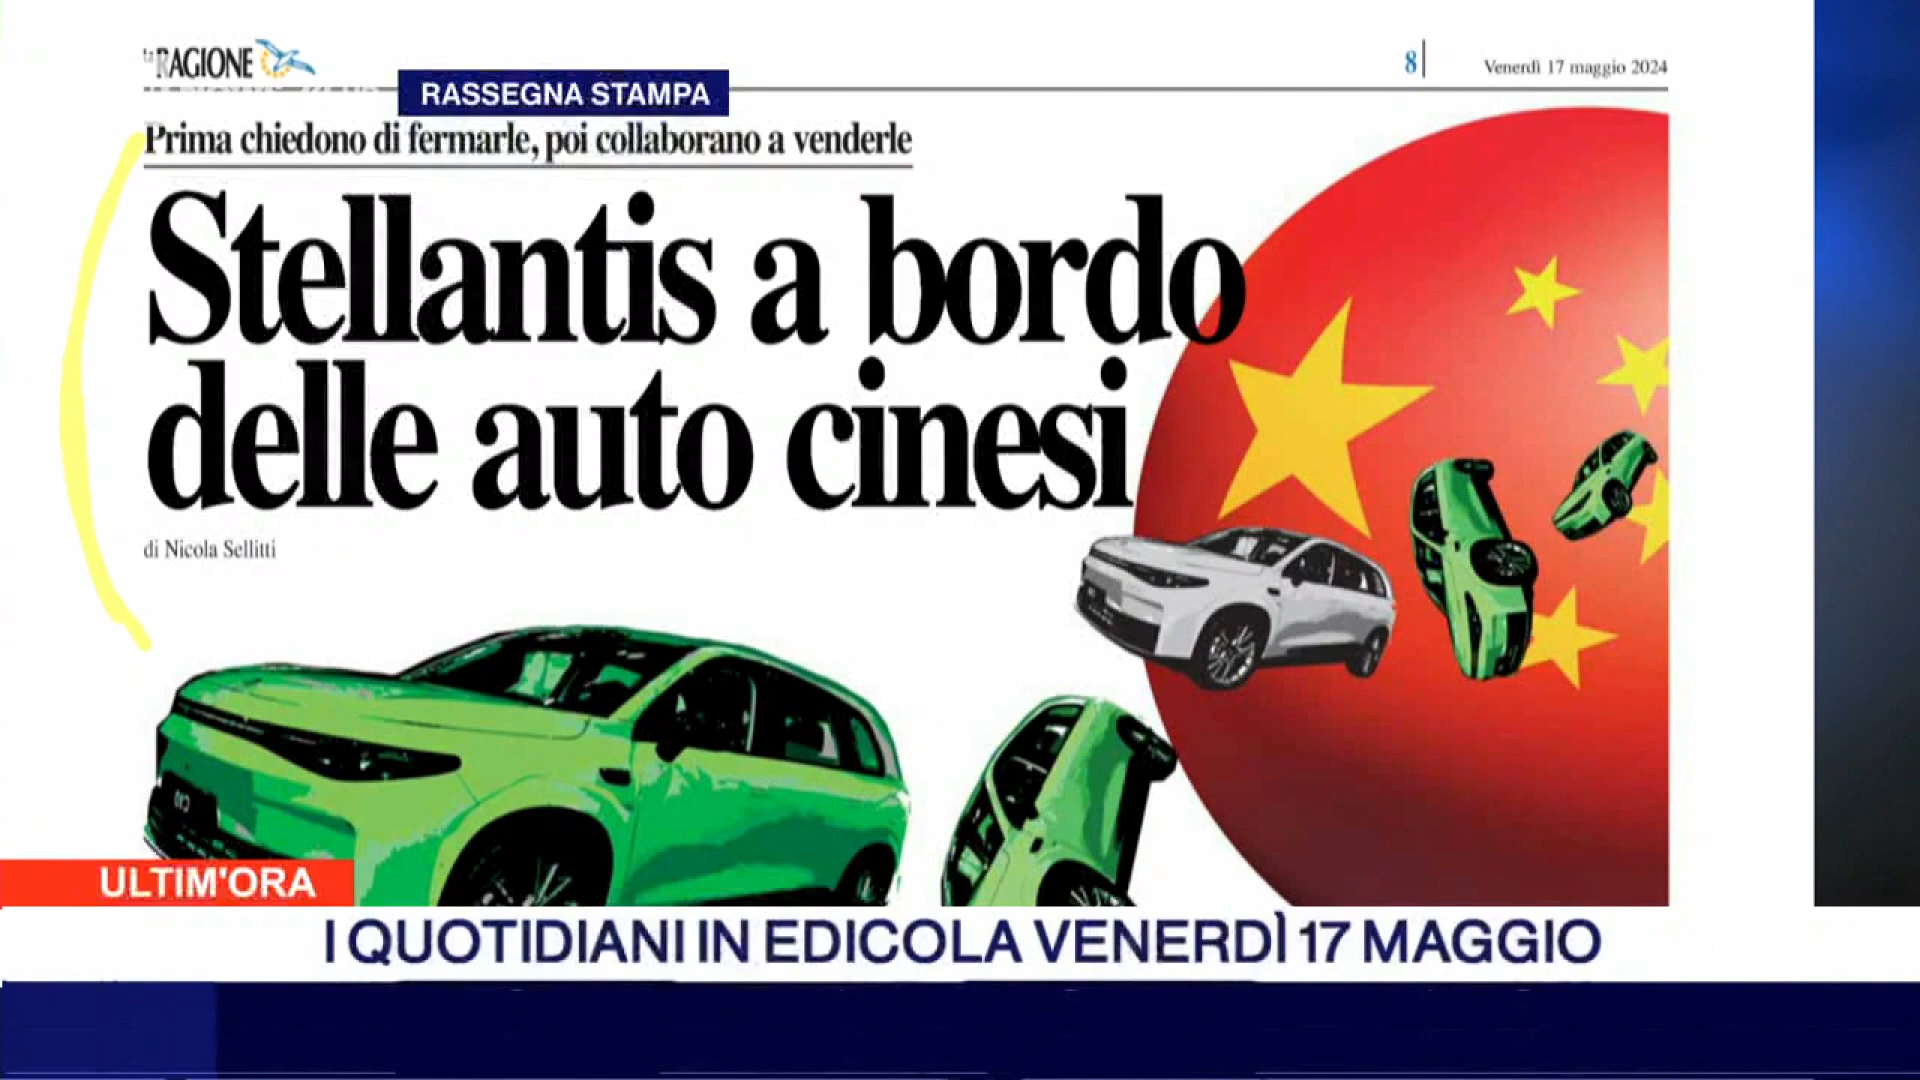 la RAGIONE
8
Venerdì 17 maggio 2024
RASSEGNA STAMPA
Prima chiedono di fermarle, poi collaborano a venderle
Stellantis a bordo
delle auto cinesi
di Nicola Sellitti
ULTIM'ORA
I QUOTIDIANI IN EDICOLA VENERDÌ 17 MAGGIO